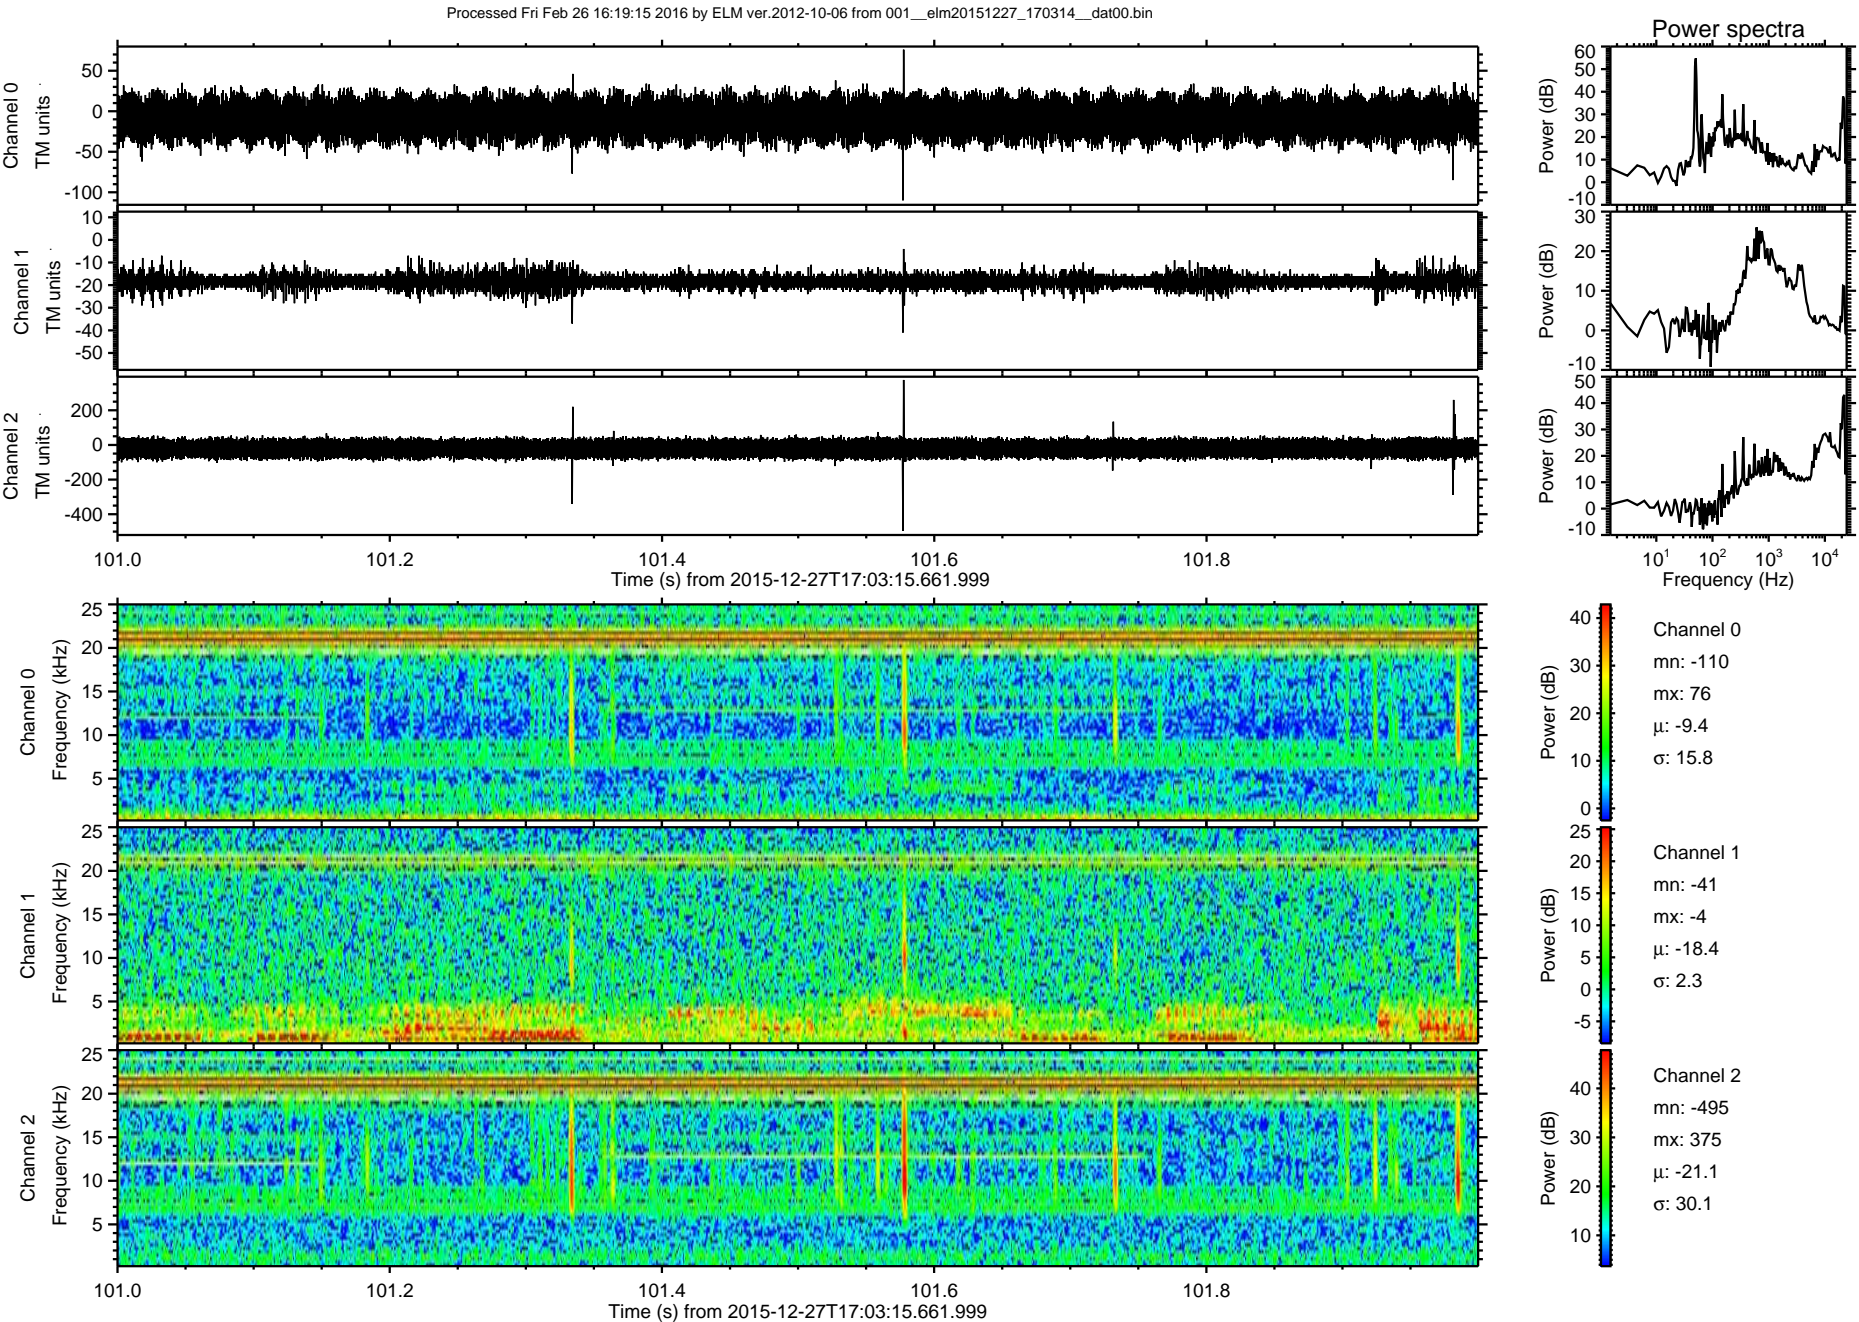 Processed Fri Feb 26 16:19:15 2016 by ELM ver.2012-10-06 from 001__elm20151227_170314__dat00.bin
Power spectra
Channel 0
TM units
50
0
-50
-100
Power (dB)
60
50
40
30
20
10
0
-10
Channel 1
TM units
10
0
-10
-20
-30
-40
-50
Power (dB)
30
20
10
0
-10
Channel 2
TM units
200
0
-200
-400
Power (dB)
50
40
30
20
10
0
-10
101.0 101.2 101.4 101.6 101.8
Time (s) from 2015-12-27T17:03:15.661.999
10¹ 10² 10³ 10⁴
Frequency (Hz)
Channel 0
Frequency (kHz)
25
20
15
10
5
Power (dB)
40
30
20
10
0
Channel 0
mn: -110
mx: 76
μ: -9.4
σ: 15.8
Channel 1
Frequency (kHz)
25
20
15
10
5
Power (dB)
25
20
15
10
5
0
-5
Channel 1
mn: -41
mx: -4
μ: -18.4
σ: 2.3
Channel 2
Frequency (kHz)
25
20
15
10
5
Power (dB)
40
30
20
10
Channel 2
mn: -495
mx: 375
μ: -21.1
σ: 30.1
101.0 101.2 101.4 101.6 101.8
Time (s) from 2015-12-27T17:03:15.661.999